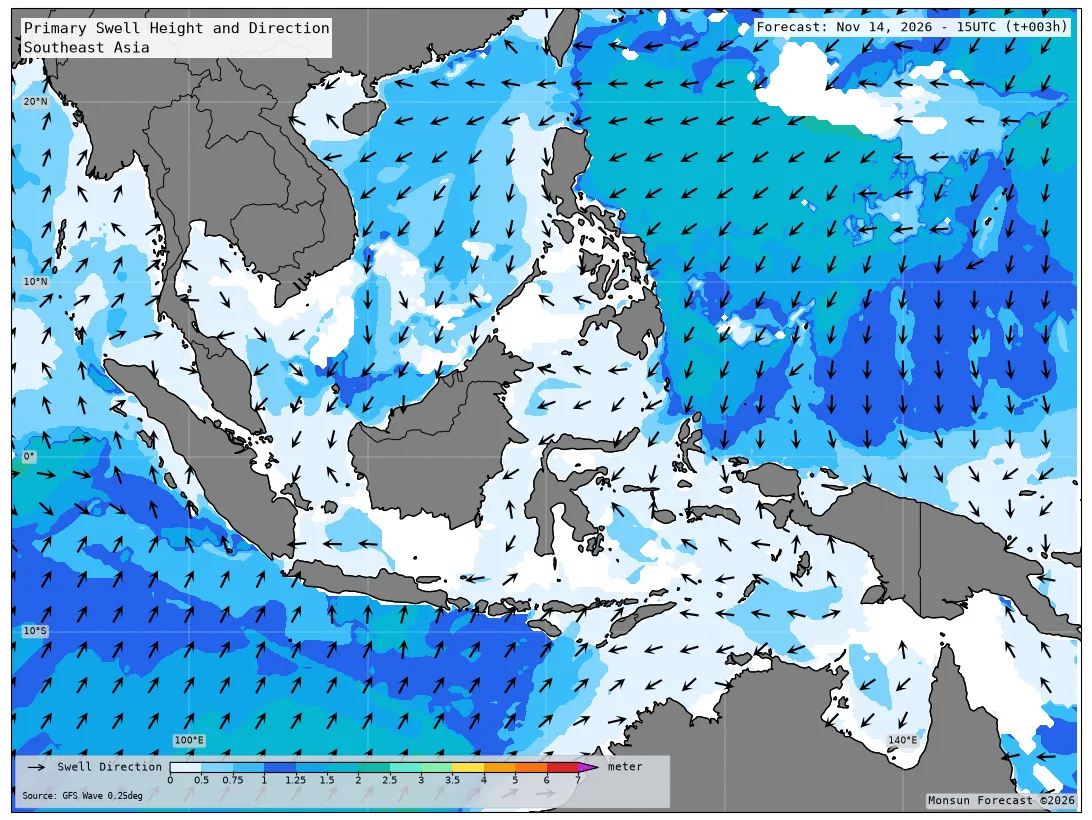 Primary Swell Height and Direction
Southeast Asia
Forecast: Nov 14, 2026 - 15UTC (t+003h)
20°N
10°N
0°
10°S
100°E
140°E
Swell Direction
0 0.5 0.75 1 1.25 1.5 2 2.5 3 3.5 4 5 6 7
meter
Source: GFS Wave 0.25deg
Monsun Forecast ©2026